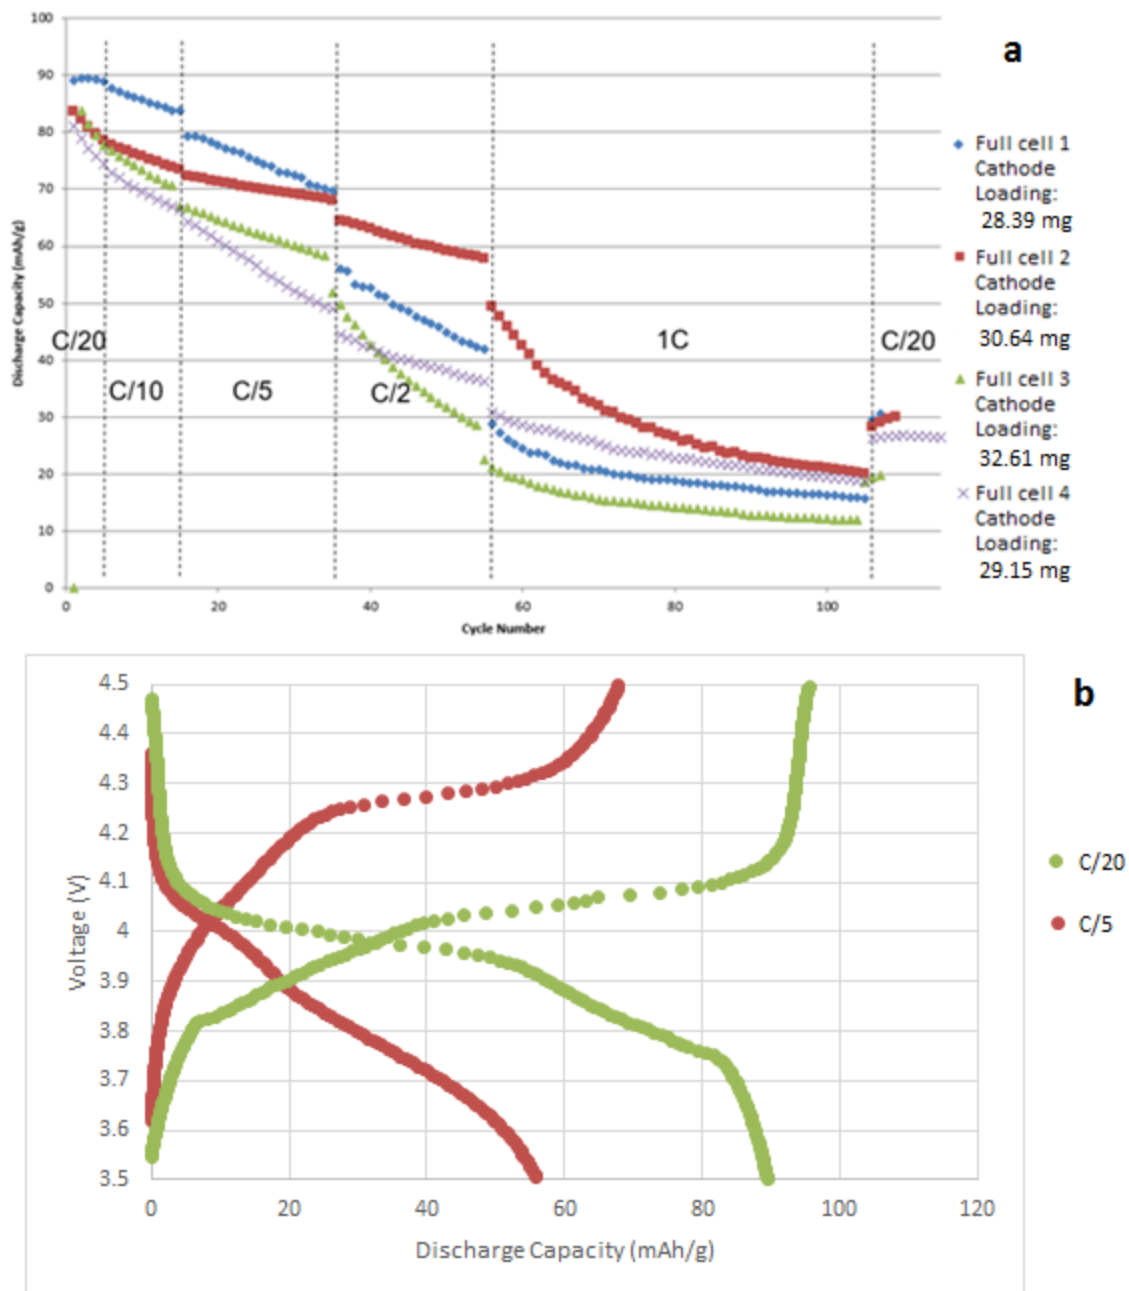 a
100
90
80
70
60
50
40
30
20
10
0
Discharge Capacity (mAh/g)
C/20
C/10
C/5
C/2
1C
C/20
0 20 40 60 80 100
Cycle Number
Full cell 1
Cathode
Loading:
28.39 mg
Full cell 2
Cathode
Loading:
30.64 mg
Full cell 3
Cathode
Loading:
32.61 mg
Full cell 4
Cathode
Loading:
29.15 mg
b
4.5
4.4
4.3
4.2
4.1
4
3.9
3.8
3.7
3.6
3.5
Voltage (V)
0 20 40 60 80 100 120
Discharge Capacity (mAh/g)
C/20
C/5